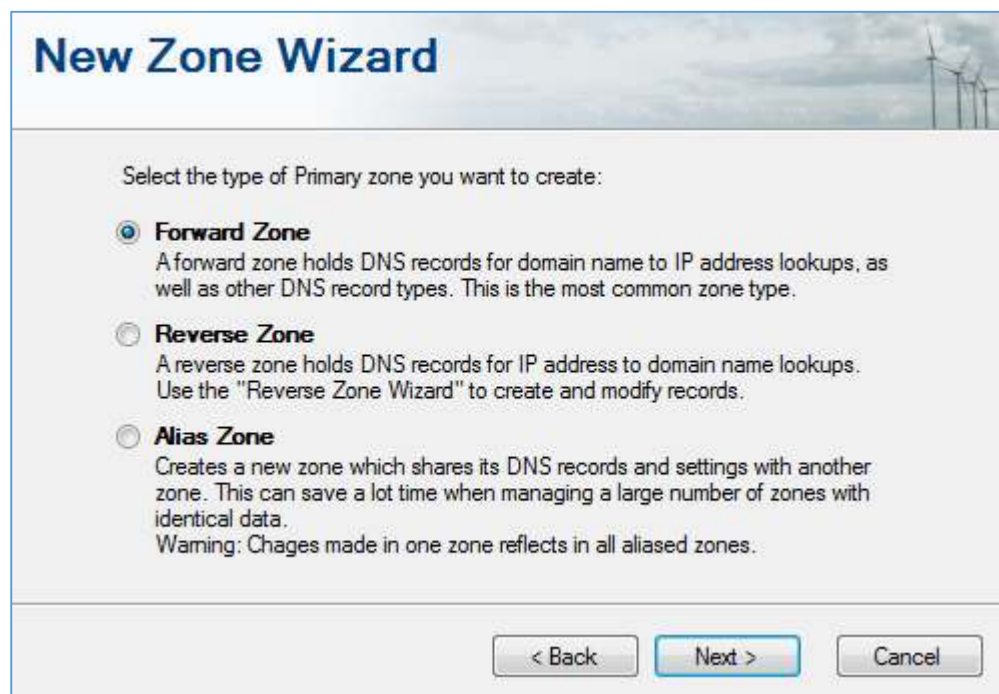 New Zone Wizard
Select the type of Primary zone you want to create:
Forward Zone
A forward zone holds DNS records for domain name to IP address lookups, as
well as other DNS record types. This is the most common zone type.
Reverse Zone
A reverse zone holds DNS records for IP address to domain name lookups.
Use the "Reverse Zone Wizard" to create and modify records.
Alias Zone
Creates a new zone which shares its DNS records and settings with another
zone. This can save a lot time when managing a large number of zones with
identical data.
Warning: Chages made in one zone reflects in all aliased zones.
< Back Next > Cancel